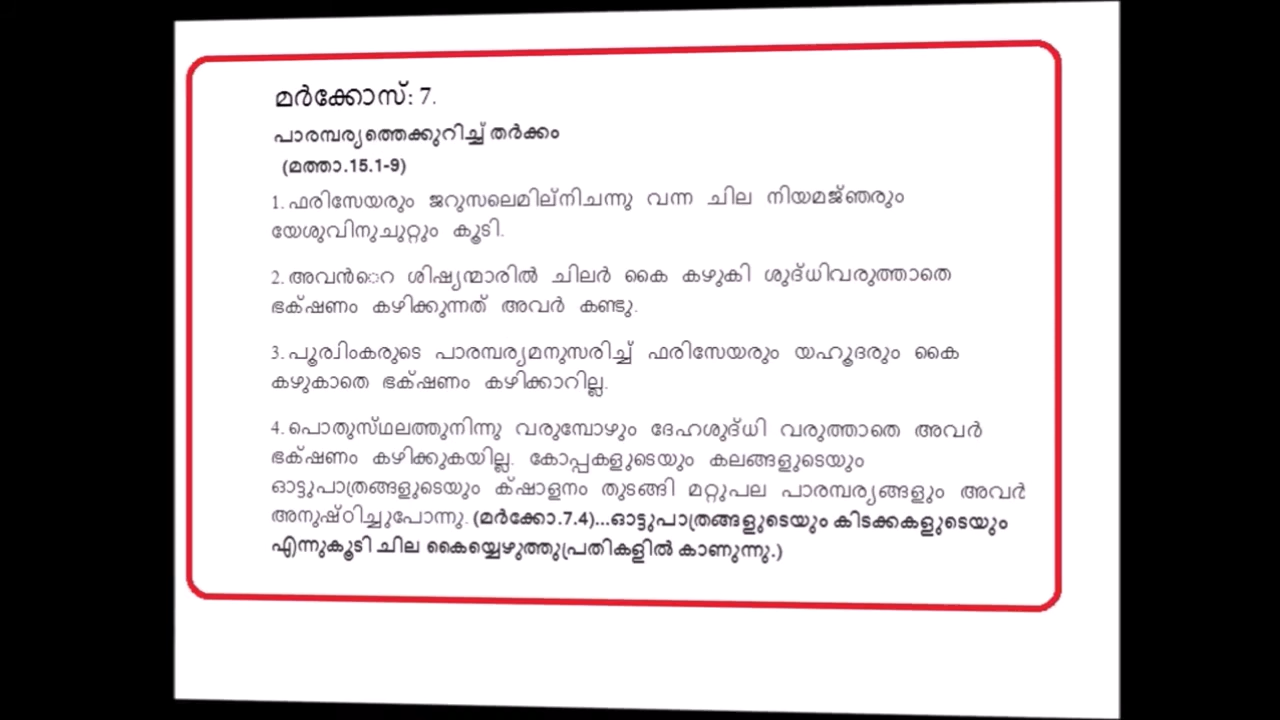 മർക്കോസ്: 7.
പാരമ്പര്യത്തെക്കുറിച്ച് തർക്കം
(മത്താ.15.1-9)
1. ഫരിസേയരും ജറുസലെമില്നിചന്നു വന്ന ചില നിയമജ്ഞരും
യേശുവിനുചുറ്റും കൂടി.
2. അവൻെറ ശിഷ്യന്മാരിൽ ചിലർ കൈ കഴുകി ശുദ്ധിവരുത്താതെ
ഭക്ഷണം കഴിക്കുന്നത് അവർ കണ്ടു.
3. പൂര്വികരുടെ പാരമ്പര്യമനുസരിച്ച് ഫരിസേയരും യഹൂദരും കൈ
കഴുകാതെ ഭക്ഷണം കഴിക്കാറില്ല.
4. പൊതുസ്ഥലത്തുനിന്നു വരുമ്പോഴും ദേഹശുദ്ധി വരുത്താതെ അവർ
ഭക്ഷണം കഴിക്കുകയില്ല. കോപ്പകളുടെയും കലങ്ങളുടെയും
ഓട്ടുപാത്രങ്ങളുടെയും ക്ഷാളനം തുടങ്ങി മറ്റുപല പാരമ്പര്യങ്ങളും അവർ
അനുഷ്ഠിച്ചുപോന്നു. (മർക്കോ.7.4)...ഓട്ടുപാത്രങ്ങളുടെയും കിടക്കകളുടെയും
എന്നുകൂടി ചില കൈയ്യെഴുത്തുപ്രതികളിൽ കാണുന്നു.)